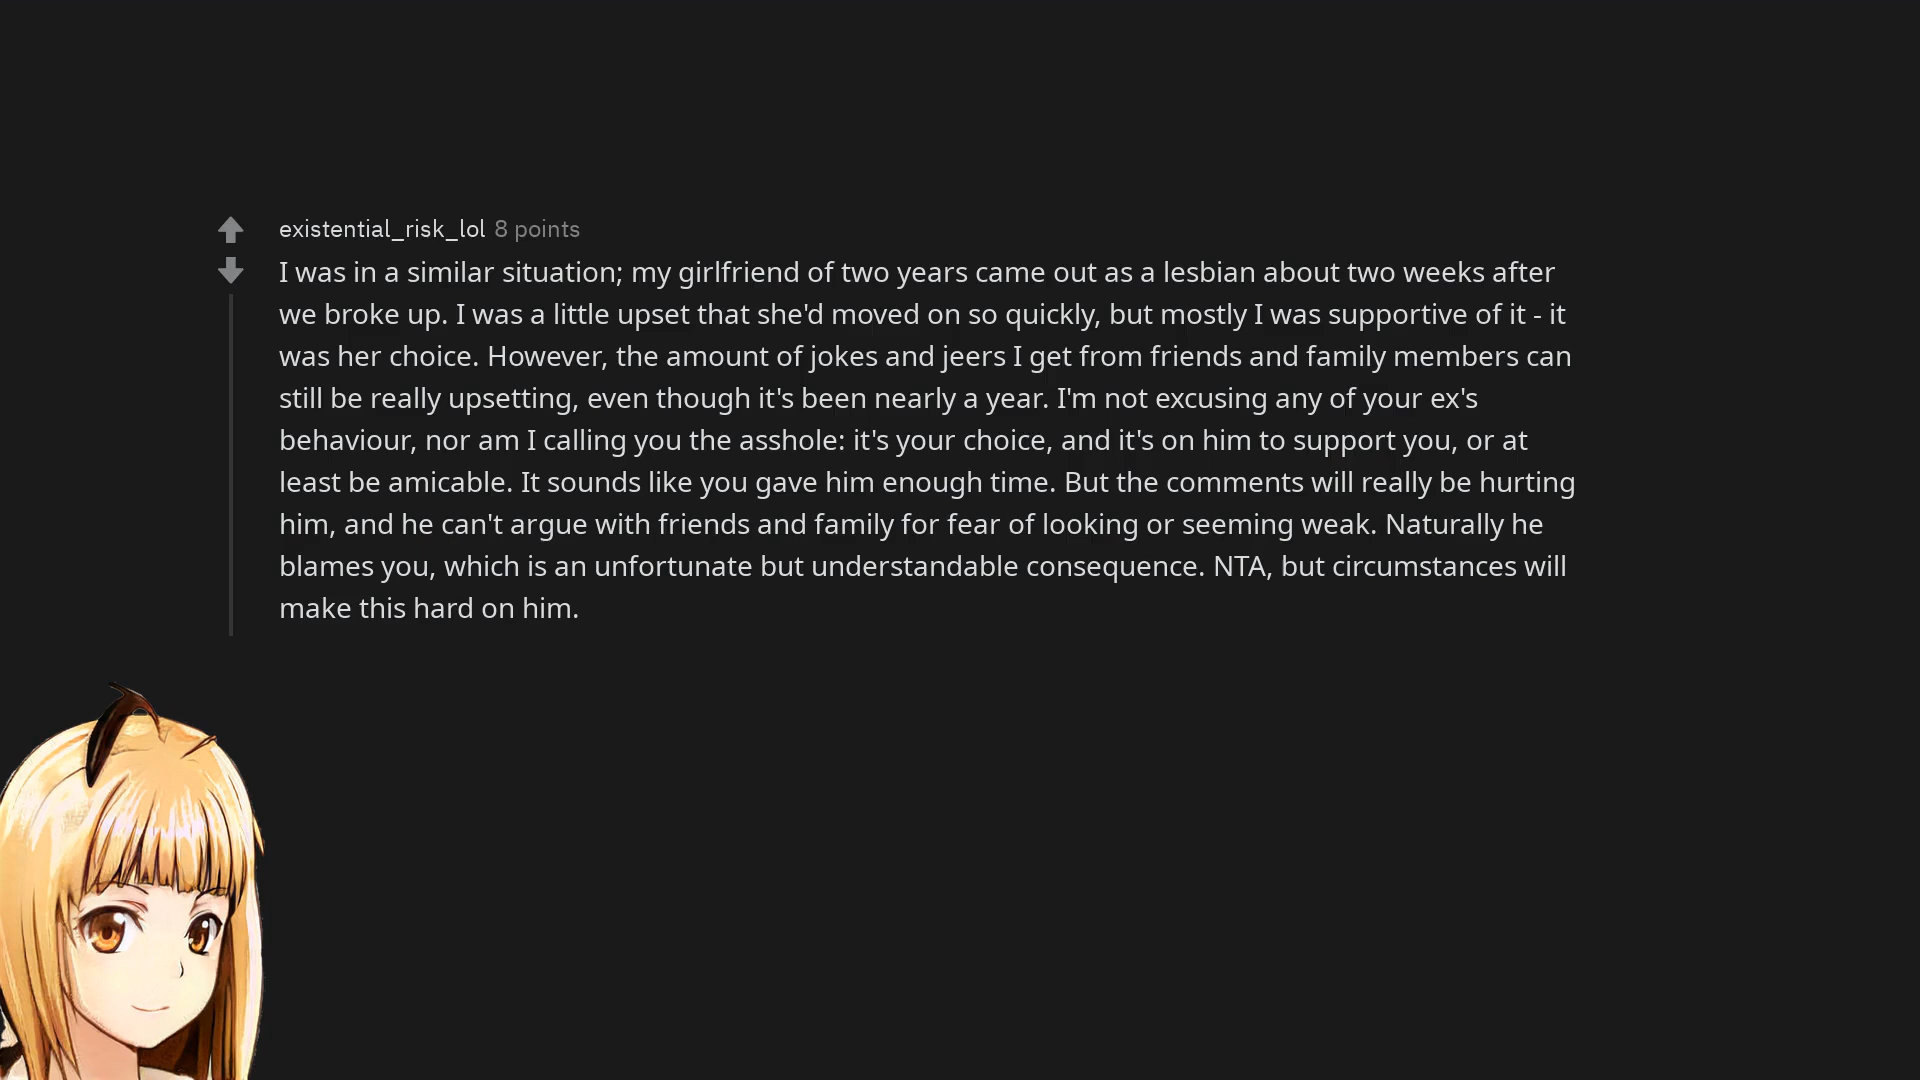 existential_risk_lol 8 points
I was in a similar situation; my girlfriend of two years came out as a lesbian about two weeks after
we broke up. I was a little upset that she'd moved on so quickly, but mostly I was supportive of it - it
was her choice. However, the amount of jokes and jeers I get from friends and family members can
still be really upsetting, even though it's been nearly a year. I'm not excusing any of your ex's
behaviour, nor am I calling you the asshole: it's your choice, and it's on him to support you, or at
least be amicable. It sounds like you gave him enough time. But the comments will really be hurting
him, and he can't argue with friends and family for fear of looking or seeming weak. Naturally he
blames you, which is an unfortunate but understandable consequence. NTA, but circumstances will
make this hard on him.